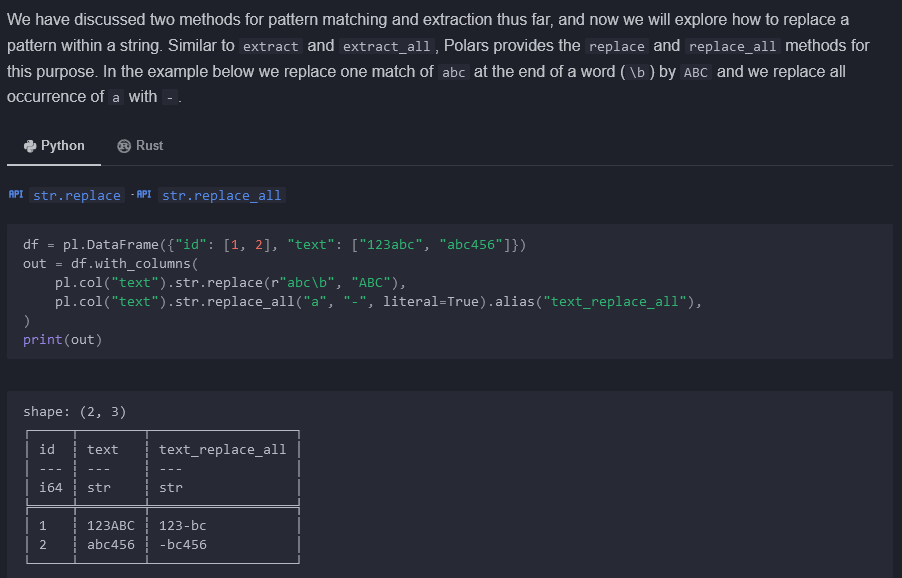 We have discussed two methods for pattern matching and extraction thus far, and now we will explore how to replace a
pattern within a string. Similar to extract and extract_all, Polars provides the replace and replace_all methods for
this purpose. In the example below we replace one match of abc at the end of a word (\b) by ABC and we replace all
occurrence of a with -.
Python Rust
API str.replace · API str.replace_all
df = pl.DataFrame({"id": [1, 2], "text": ["123abc", "abc456"]})
out = df.with_columns(
    pl.col("text").str.replace(r"abc\b", "ABC"),
    pl.col("text").str.replace_all("a", "-", literal=True).alias("text_replace_all"),
)
print(out)
shape: (2, 3)
┌─────┬────────┬──────────────────┐
│ id  ┆ text   ┆ text_replace_all │
│ --- ┆ ---    ┆ ---              │
│ i64 ┆ str    ┆ str              │
╞═════╪════════╪══════════════════╡
│ 1   ┆ 123ABC ┆ 123-bc           │
│ 2   ┆ abc456 ┆ -bc456           │
└─────┴────────┴──────────────────┘